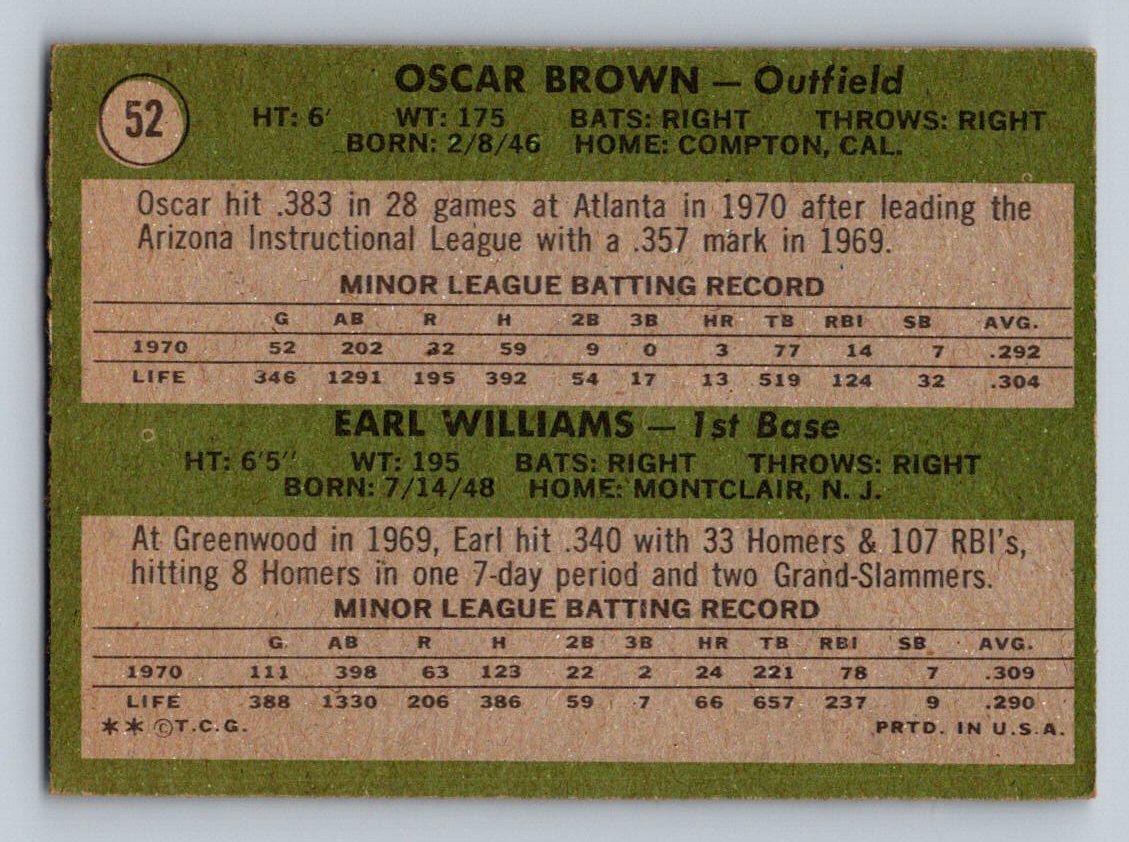 52
OSCAR BROWN — Outfield
HT: 6' WT: 175 BATS: RIGHT THROWS: RIGHT
BORN: 2/8/46 HOME: COMPTON, CAL.
Oscar hit .383 in 28 games at Atlanta in 1970 after leading the
Arizona Instructional League with a .357 mark in 1969.
MINOR LEAGUE BATTING RECORD
G AB R H 2B 3B HR TB RBI SB AVG.
1970 52 202 32 59 9 0 3 77 14 7 .292
LIFE 346 1291 195 392 54 17 13 519 124 32 .304
EARL WILLIAMS — 1st Base
HT: 6'5" WT: 195 BATS: RIGHT THROWS: RIGHT
BORN: 7/14/48 HOME: MONTCLAIR, N. J.
At Greenwood in 1969, Earl hit .340 with 33 Homers & 107 RBI's,
hitting 8 Homers in one 7-day period and two Grand-Slammers.
MINOR LEAGUE BATTING RECORD
G AB R H 2B 3B HR TB RBI SB AVG.
1970 111 398 63 123 22 2 24 221 78 7 .309
LIFE 388 1330 206 386 59 7 66 657 237 9 .290
** ©T.C.G. PRTD. IN U.S.A.